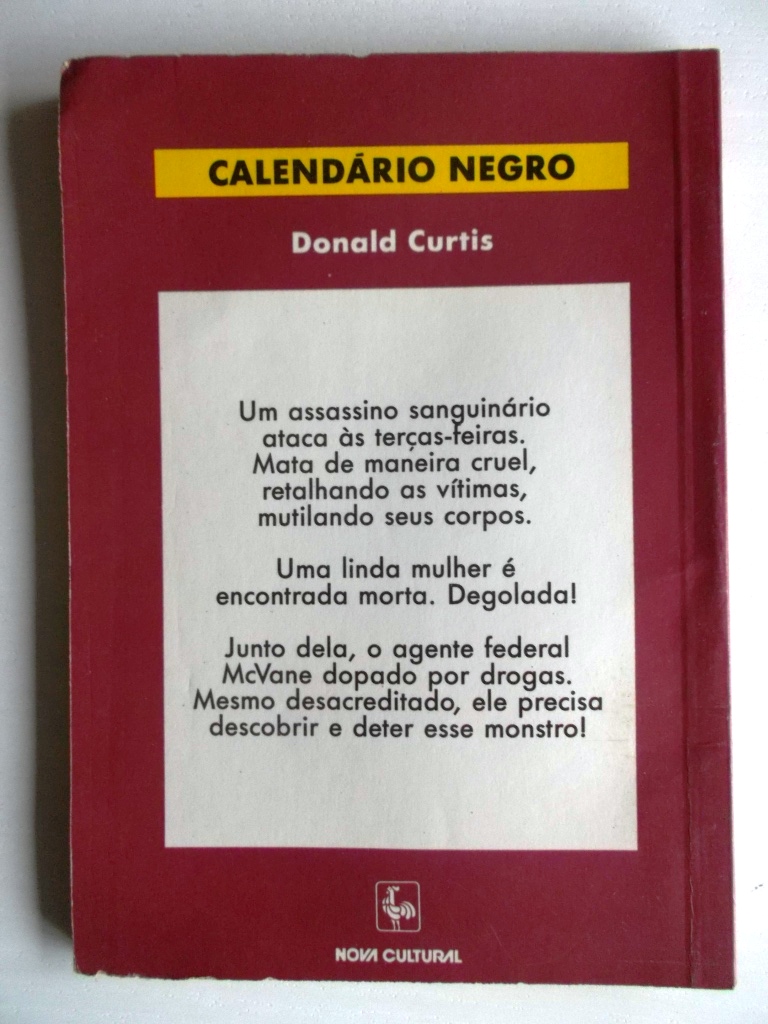 CALENDÁRIO NEGRO
Donald Curtis
Um assassino sanguinário
ataca às terças-feiras.
Mata de maneira cruel,
retalhando as vítimas,
mutilando seus corpos.
Uma linda mulher é
encontrada morta. Degolada!
Junto dela, o agente federal
McVane dopado por drogas.
Mesmo desacreditado, ele precisa
descobrir e deter esse monstro!
NOVA CULTURAL